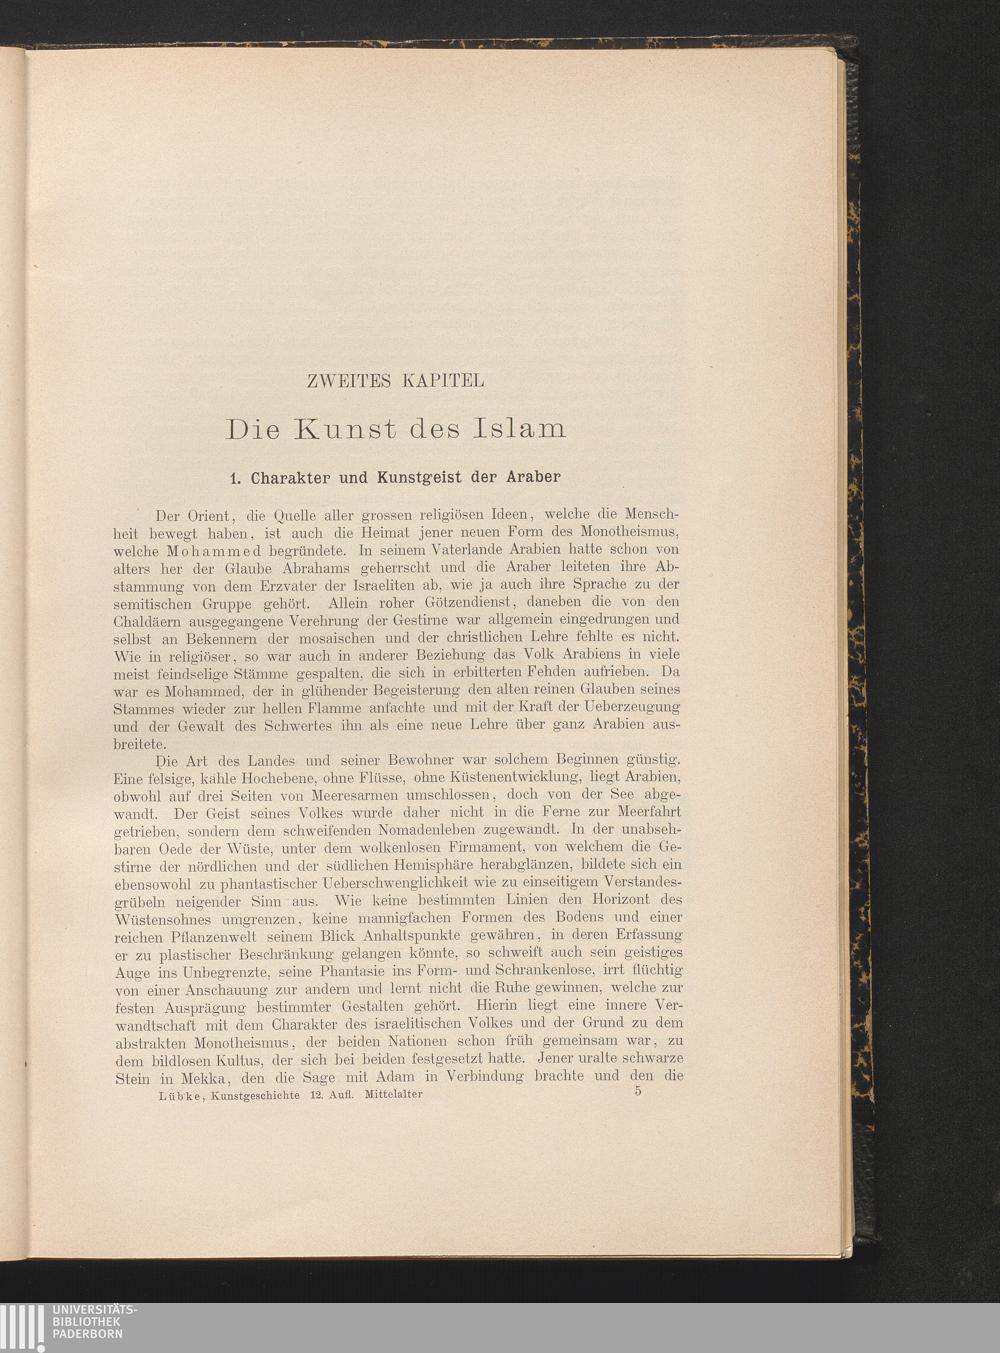 ZWEITES KAPITEL
Die Kunst des Islam
1. Charakter und Kunstgeist der Araber
Der Orient, die Quelle aller grossen religiösen Ideen, welche die Mensch-
heit bewegt haben, ist auch die Heimat jener neuen Form des Monotheismus,
welche Mohammed begründete. In seinem Vaterlande Arabien hatte schon von
alters her der Glaube Abrahams geherrscht und die Araber leiteten ihre Ab-
stammung von dem Erzvater der Israeliten ab, wie ja auch ihre Sprache zu der
semitischen Gruppe gehört. Allein roher Götzendienst, daneben die von den
Chaldäern ausgegangene Verehrung der Gestirne war allgemein eingedrungen und
selbst an Bekennern der mosaischen und der christlichen Lehre fehlte es nicht.
Wie in religiöser, so war auch in anderer Beziehung das Volk Arabiens in viele
meist feindselige Stämme gespalten, die sich in erbitterten Fehden aufrieben. Da
war es Mohammed, der in glühender Begeisterung den alten reinen Glauben seines
Stammes wieder zur hellen Flamme anfachte und mit der Kraft der Ueberzeugung
und der Gewalt des Schwertes ihn als eine neue Lehre über ganz Arabien aus-
breitete.
Die Art des Landes und seiner Bewohner war solchem Beginnen günstig.
Eine felsige, kahle Hochebene, ohne Flüsse, ohne Küstenentwicklung, liegt Arabien,
obwohl auf drei Seiten von Meeresarmen umschlossen, doch von der See abge-
wandt. Der Geist seines Volkes wurde daher nicht in die Ferne zur Meerfahrt
getrieben, sondern dem schweifenden Nomadenleben zugewandt. In der unabseh-
baren Oede der Wüste, unter dem wolkenlosen Firmament, von welchem die Ge-
stirne der nördlichen und der südlichen Hemisphäre herabglänzen, bildete sich ein
ebensowohl zu phantastischer Ueberschwenglichkeit wie zu einseitigem Verstandes-
grübeln neigender Sinn aus. Wie keine bestimmten Linien den Horizont des
Wüstensohnes umgrenzen, keine mannigfachen Formen des Bodens und einer
reichen Pflanzenwelt seinem Blick Anhaltspunkte gewähren, in deren Erfassung
er zu plastischer Beschränkung gelangen könnte, so schweift auch sein geistiges
Auge ins Unbegrenzte, seine Phantasie ins Form- und Schrankenlose, irrt flüchtig
von einer Anschauung zur andern und lernt nicht die Ruhe gewinnen, welche zur
festen Ausprägung bestimmter Gestalten gehört. Hierin liegt eine innere Ver-
wandtschaft mit dem Charakter des israelitischen Volkes und der Grund zu dem
abstrakten Monotheismus, der beiden Nationen schon früh gemeinsam war, zu
dem bildlosen Kultus, der sich bei beiden festgesetzt hatte. Jener uralte schwarze
Stein in Mekka, den die Sage mit Adam in Verbindung brachte und den die
Lübke, Kunstgeschichte 12. Aufl. Mittelalter 5
UNIVERSITÄTS-
BIBLIOTHEK
PADERBORN